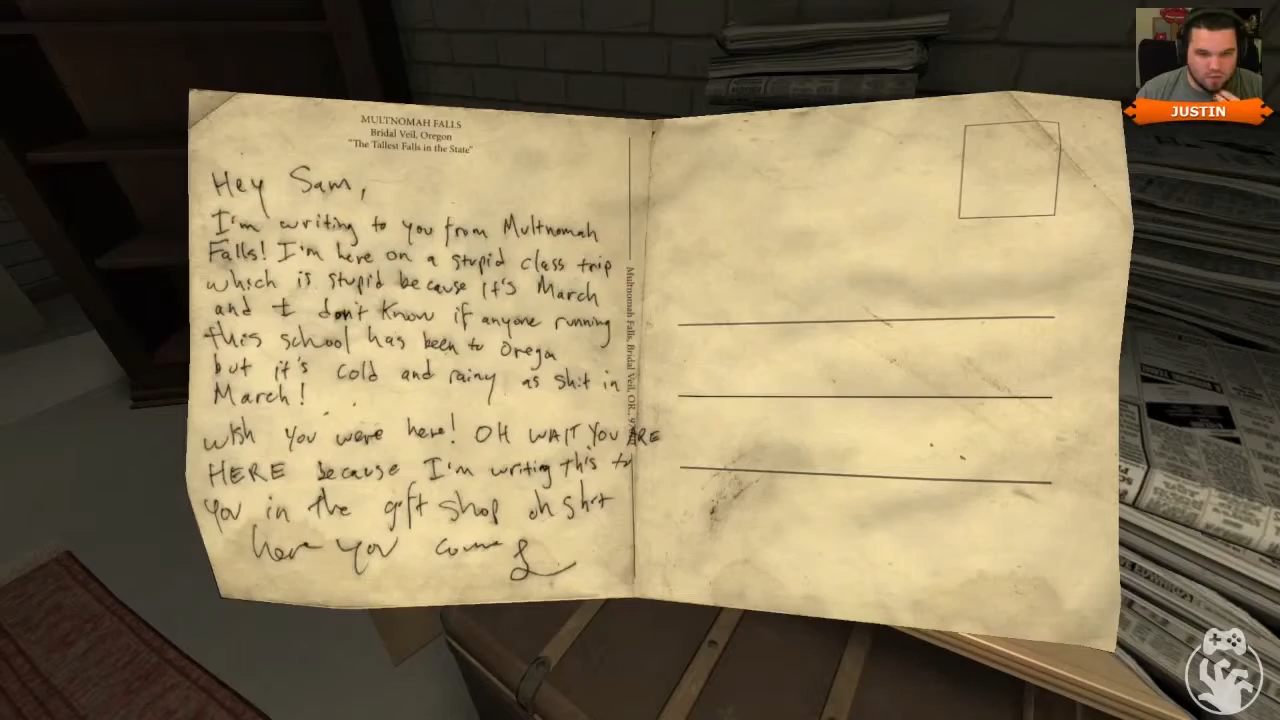 MULTNOMAH FALLS
Bridal Veil, Oregon
"The Tallest Falls in the State"
Hey Sam,
I'm writing to you from Multnomah
Falls! I'm here on a stupid class trip
which is stupid because it's March
and I don't know if anyone running
this school has been to Oregon
but it's cold and rainy as shit in
March!
wish you were here! OH WAIT YOU ARE
HERE because I'm writing this to
you in the gift shop oh shit
here you come
L
Multnomah Falls, Bridal Veil, OR.,
JUSTIN